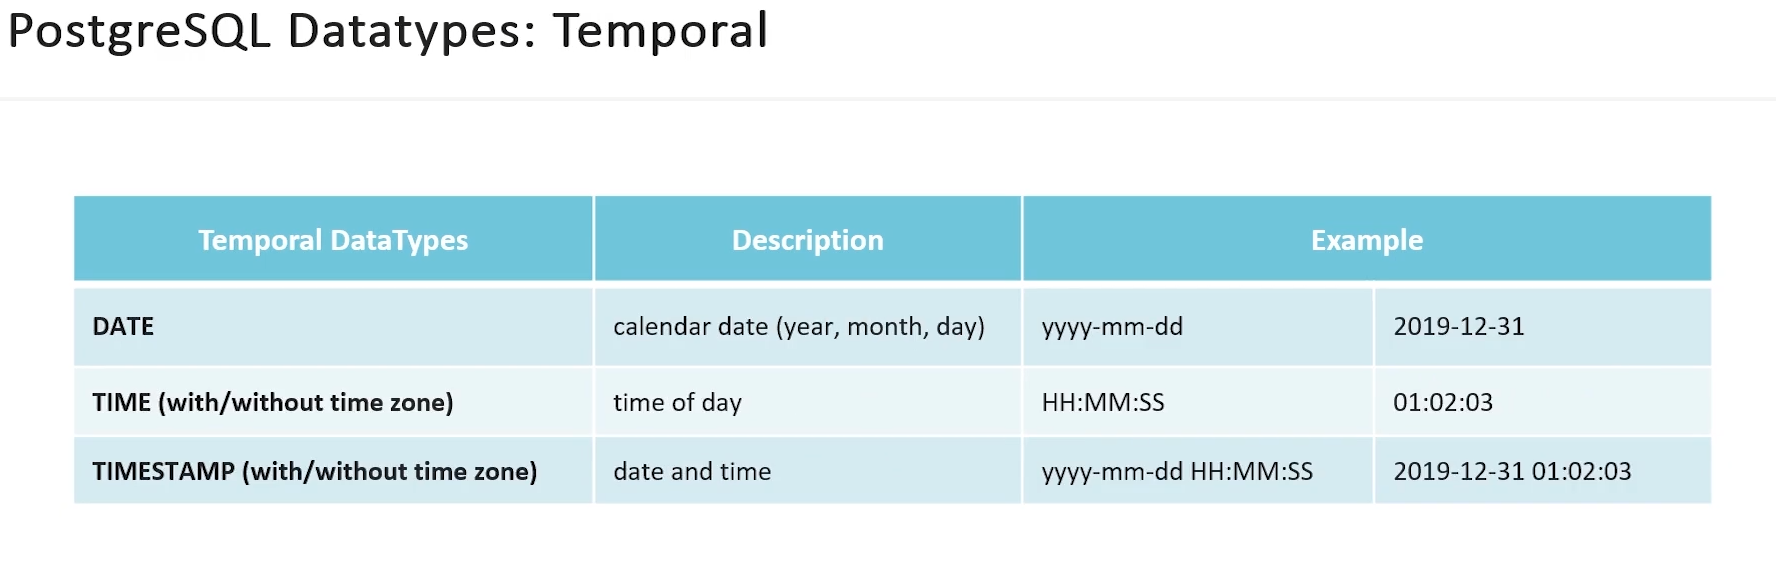 PostgreSQL Datatypes: Temporal
Temporal DataTypes Description Example
DATE calendar date (year, month, day) yyyy-mm-dd 2019-12-31
TIME (with/without time zone) time of day HH:MM:SS 01:02:03
TIMESTAMP (with/without time zone) date and time yyyy-mm-dd HH:MM:SS 2019-12-31 01:02:03